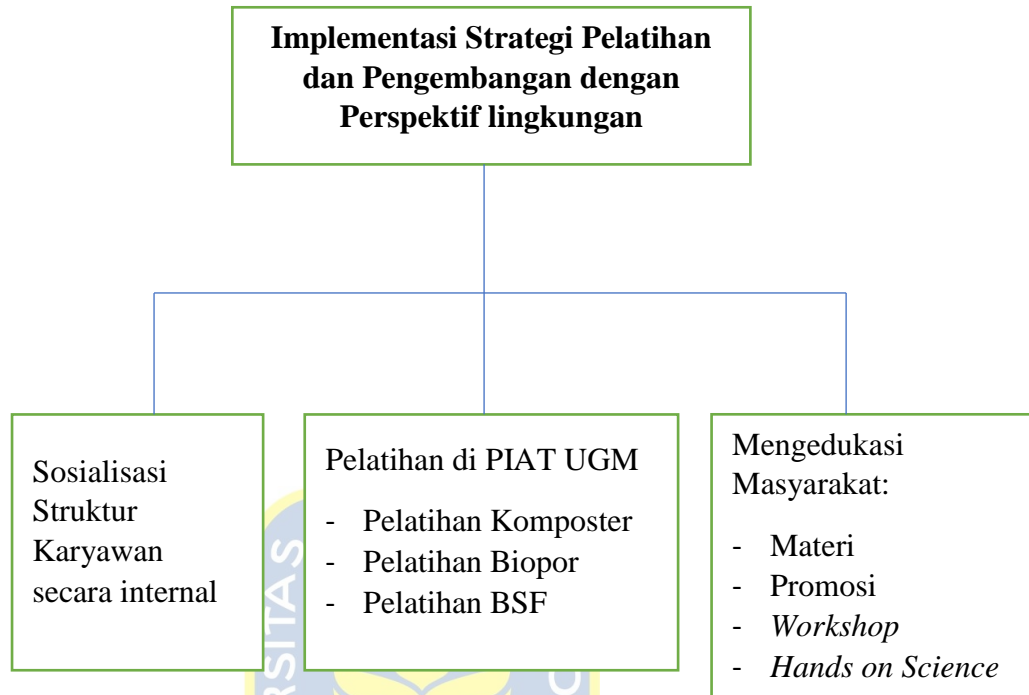 Implementasi Strategi Pelatihan
dan Pengembangan dengan
Perspektif lingkungan
Sosialisasi
Struktur
Karyawan
secara internal
Pelatihan di PIAT UGM
- Pelatihan Komposter
- Pelatihan Biopor
- Pelatihan BSF
Mengedukasi
Masyarakat:
- Materi
- Promosi
- Workshop
- Hands on Science